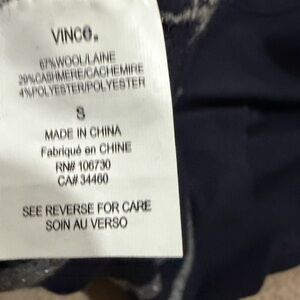 VINCE.
67%WOOL/LAINE
29%CASHMERE/CACHEMIRE
4%POLYESTER/POLYESTER
S
MADE IN CHINA
Fabriqué en CHINE
RN# 106730
CA# 34460
SEE REVERSE FOR CARE
SOIN AU VERSO